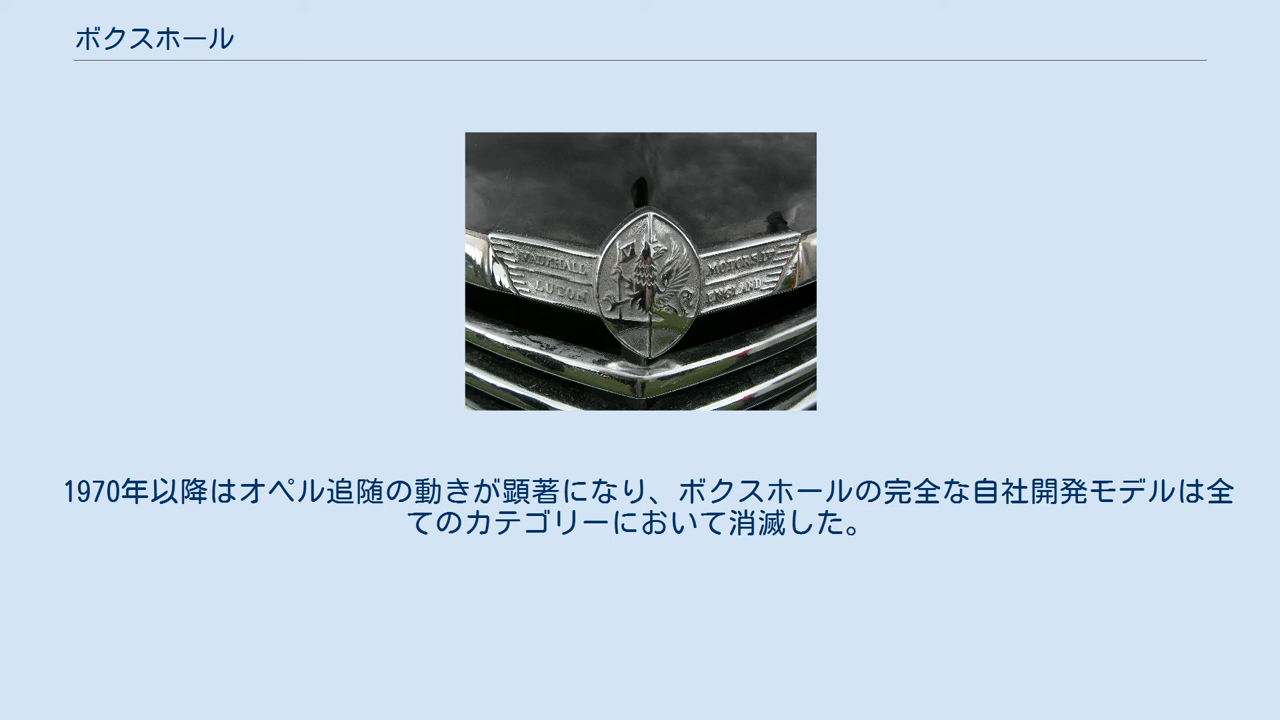 ボクスホール
VAUXHALL MOTORS LTD
LUTON ENGLAND
1970年以降はオペル追随の動きが顕著になり、ボクスホールの完全な自社開発モデルは全
てのカテゴリーにおいて消滅した。